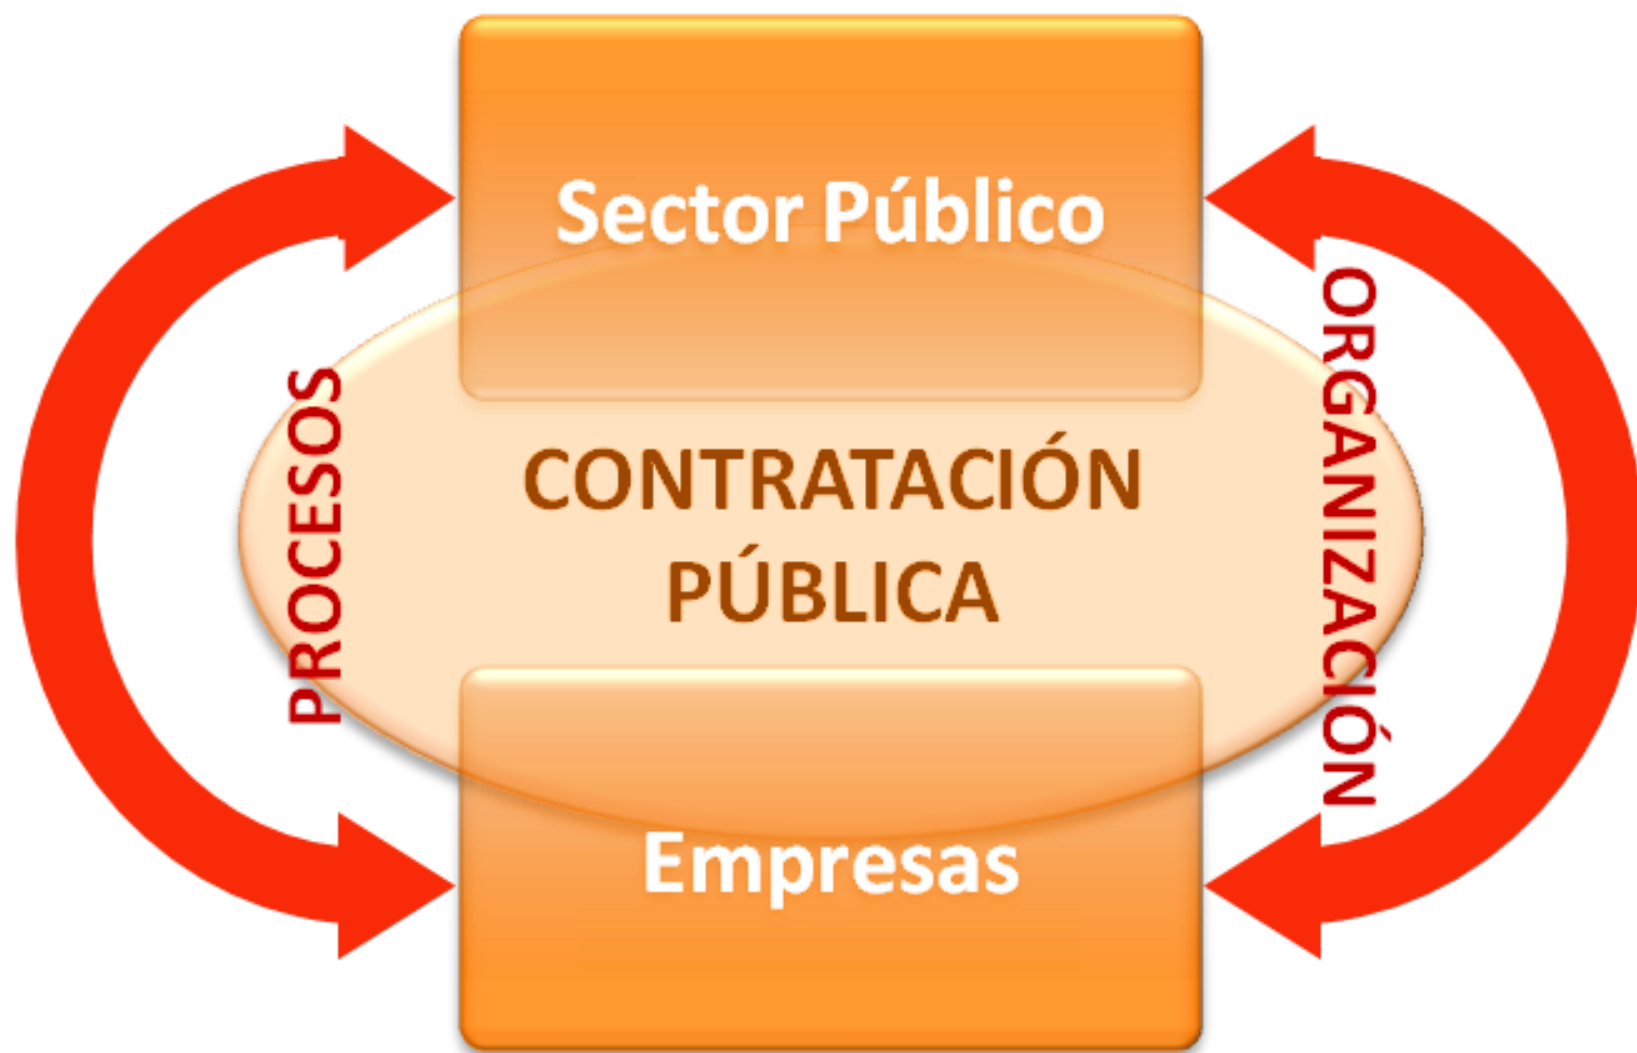 Sector Público
PROCESOS
CONTRATACIÓN
PÚBLICA
ORGANIZACIÓN
Empresas